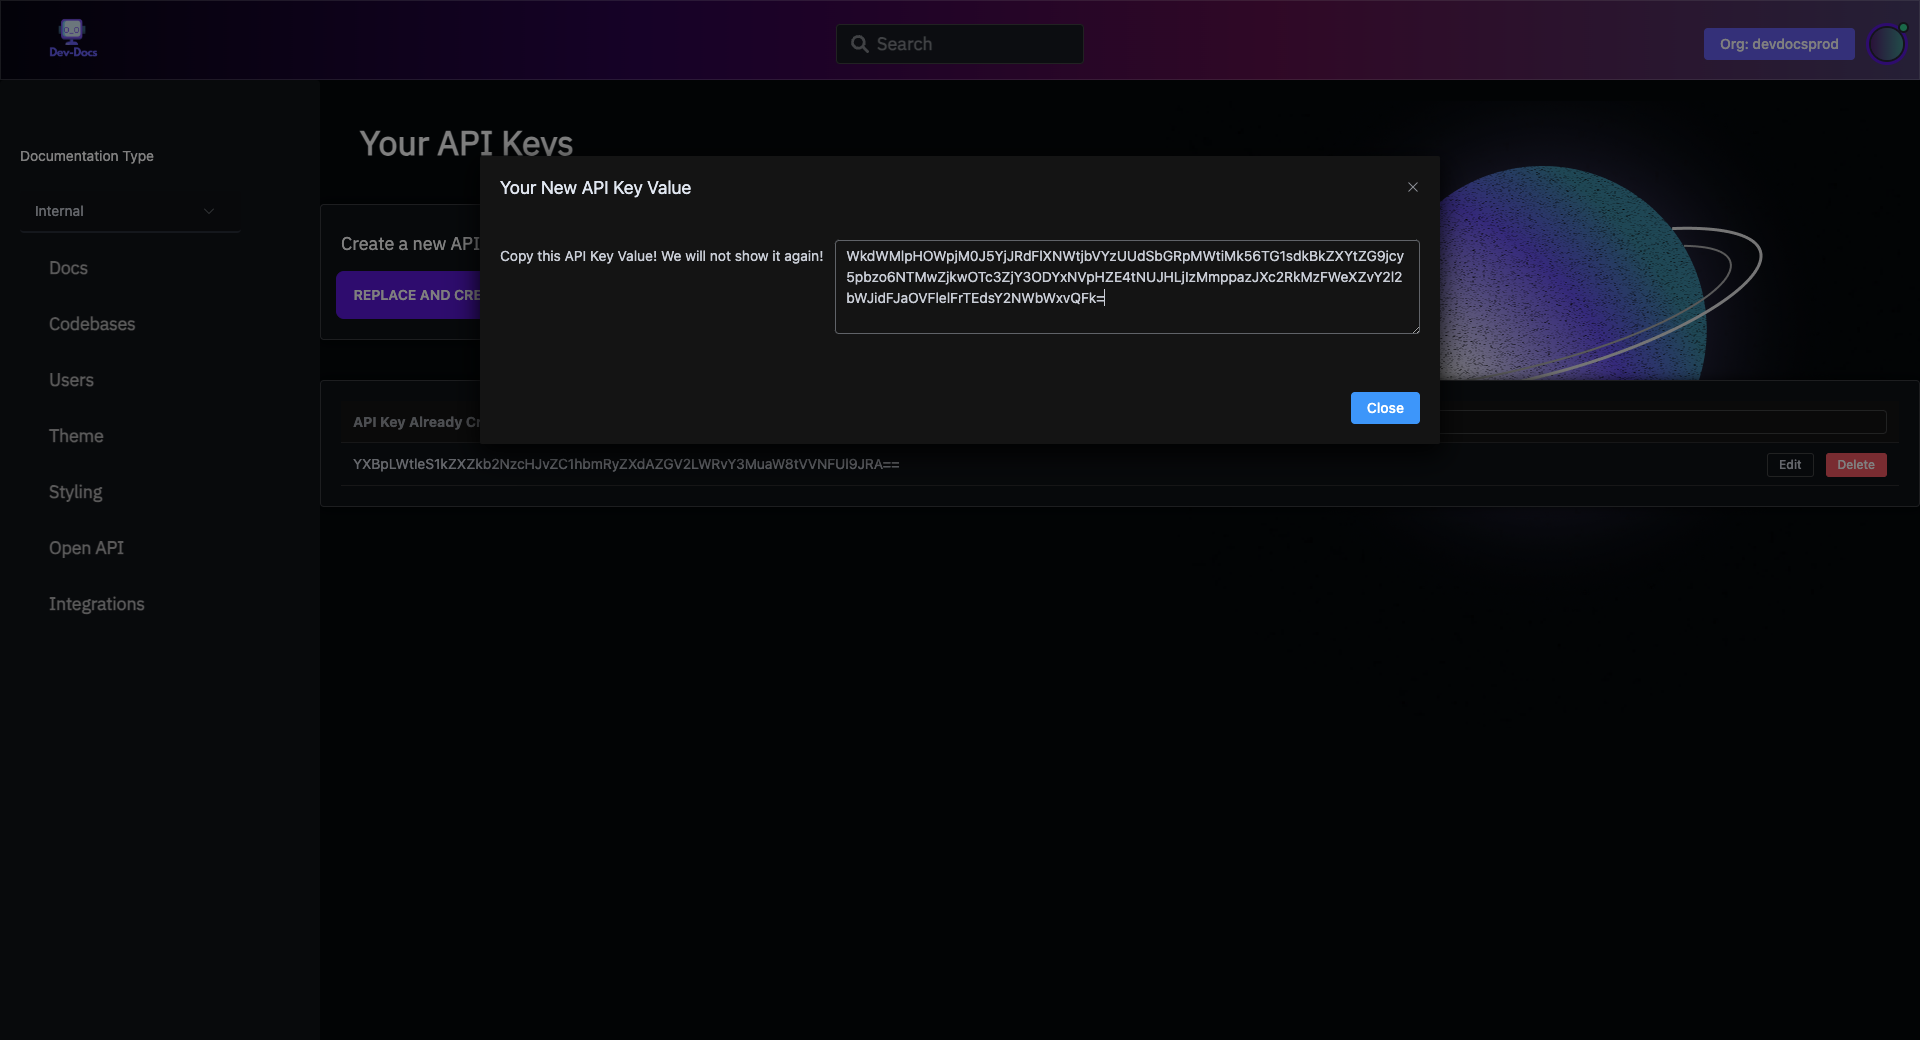 Dev-Docs
Search
Org: devdocsprod
Documentation Type
Internal
Docs
Codebases
Users
Theme
Styling
Open API
Integrations
Your API Keys
Create a new API
REPLACE AND CRE
API Key Already Cr
YXBpLWtleS1kZXZkb2NzcHJvZC1hbmRyZXdAZGV2LWRvY3MuaW8tVVNFUl9JRA==
Edit
Delete
Your New API Key Value
Copy this API Key Value! We will not show it again!
Close